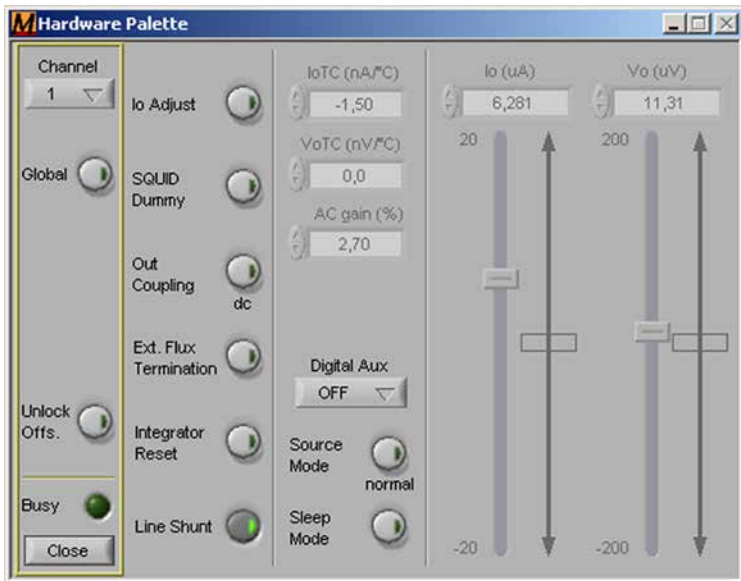 Hardware Palette
Channel
1
Global
Unlock
Offs.
Busy
Close
Io Adjust
SQUID
Dummy
Out
Coupling
dc
Ext. Flux
Termination
Integrator
Reset
Line Shunt
IoTC (nA/°C)
-1,50
VoTC (nV/°C)
0,0
AC gain (%)
2,70
Digital Aux
OFF
Source
Mode
normal
Sleep
Mode
Io (uA)
6,281
20
-20
Vo (uV)
11,31
200
-200